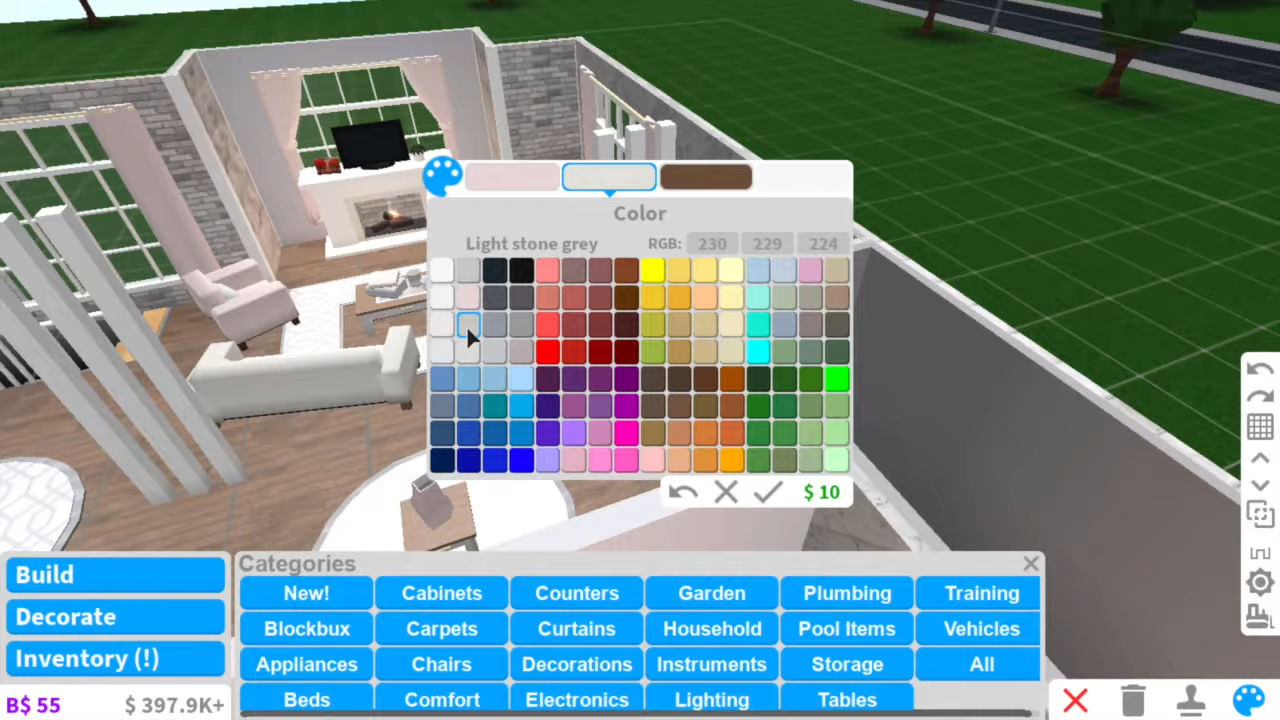 Color
Light stone grey RGB: 230 229 224
$ 10
Build
Decorate
Inventory (!)
B$ 55 $ 397.9K+
Categories
New! Cabinets Counters Garden Plumbing Training
Blockbux Carpets Curtains Household Pool Items Vehicles
Appliances Chairs Decorations Instruments Storage All
Beds Comfort Electronics Lighting Tables